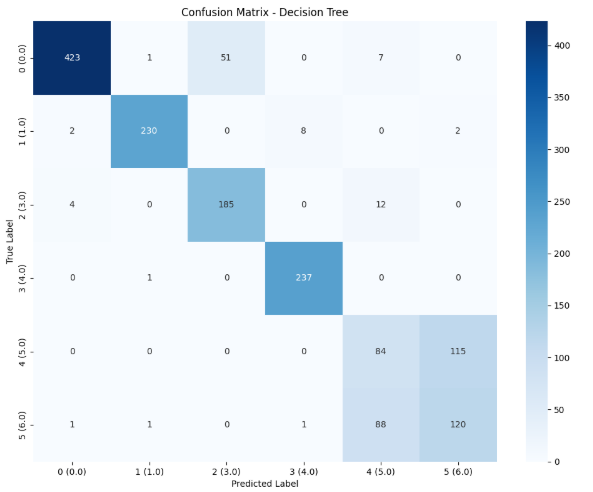 Confusion Matrix - Decision Tree
True Label
0 (0.0) 423 1 51 0 7 0
1 (1.0) 2 230 0 8 0 2
2 (3.0) 4 0 185 0 12 0
3 (4.0) 0 1 0 237 0 0
4 (5.0) 0 0 0 0 84 115
5 (6.0) 1 1 0 1 88 120
0 (0.0) 1 (1.0) 2 (3.0) 3 (4.0) 4 (5.0) 5 (6.0)
Predicted Label
400
350
300
250
200
150
100
50
0